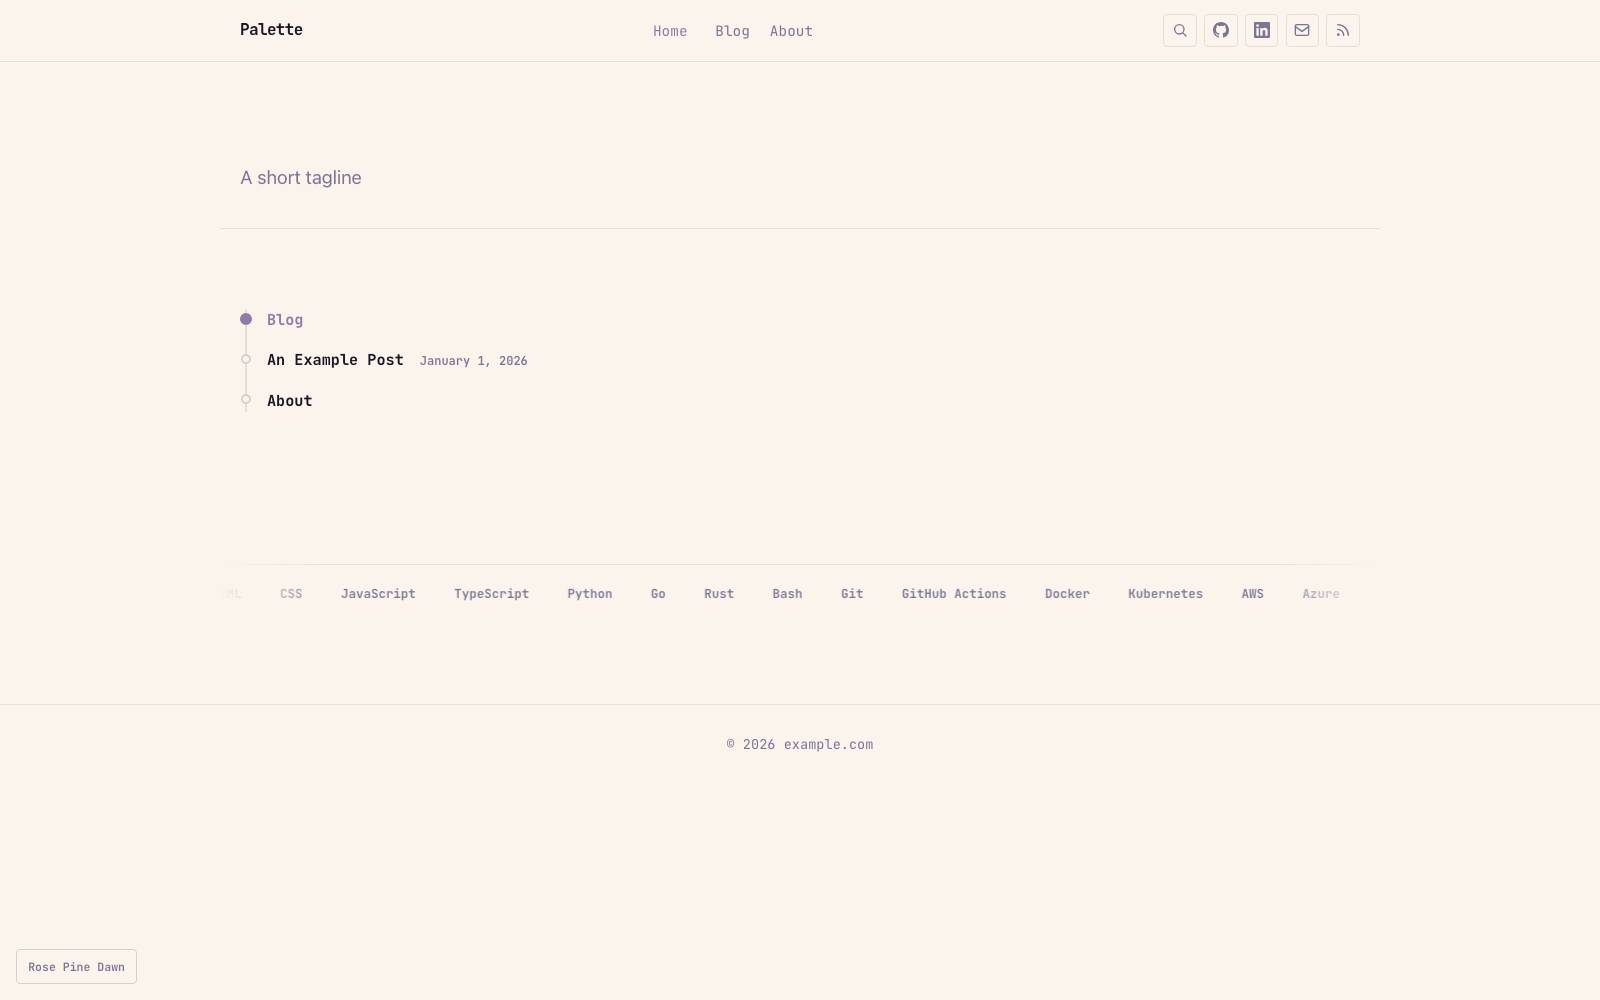 Palette
Home Blog About
A short tagline
Blog
An Example Post January 1, 2026
About
CSS JavaScript TypeScript Python Go Rust Bash Git GitHub Actions Docker Kubernetes AWS Azure
© 2026 example.com
Rose Pine Dawn